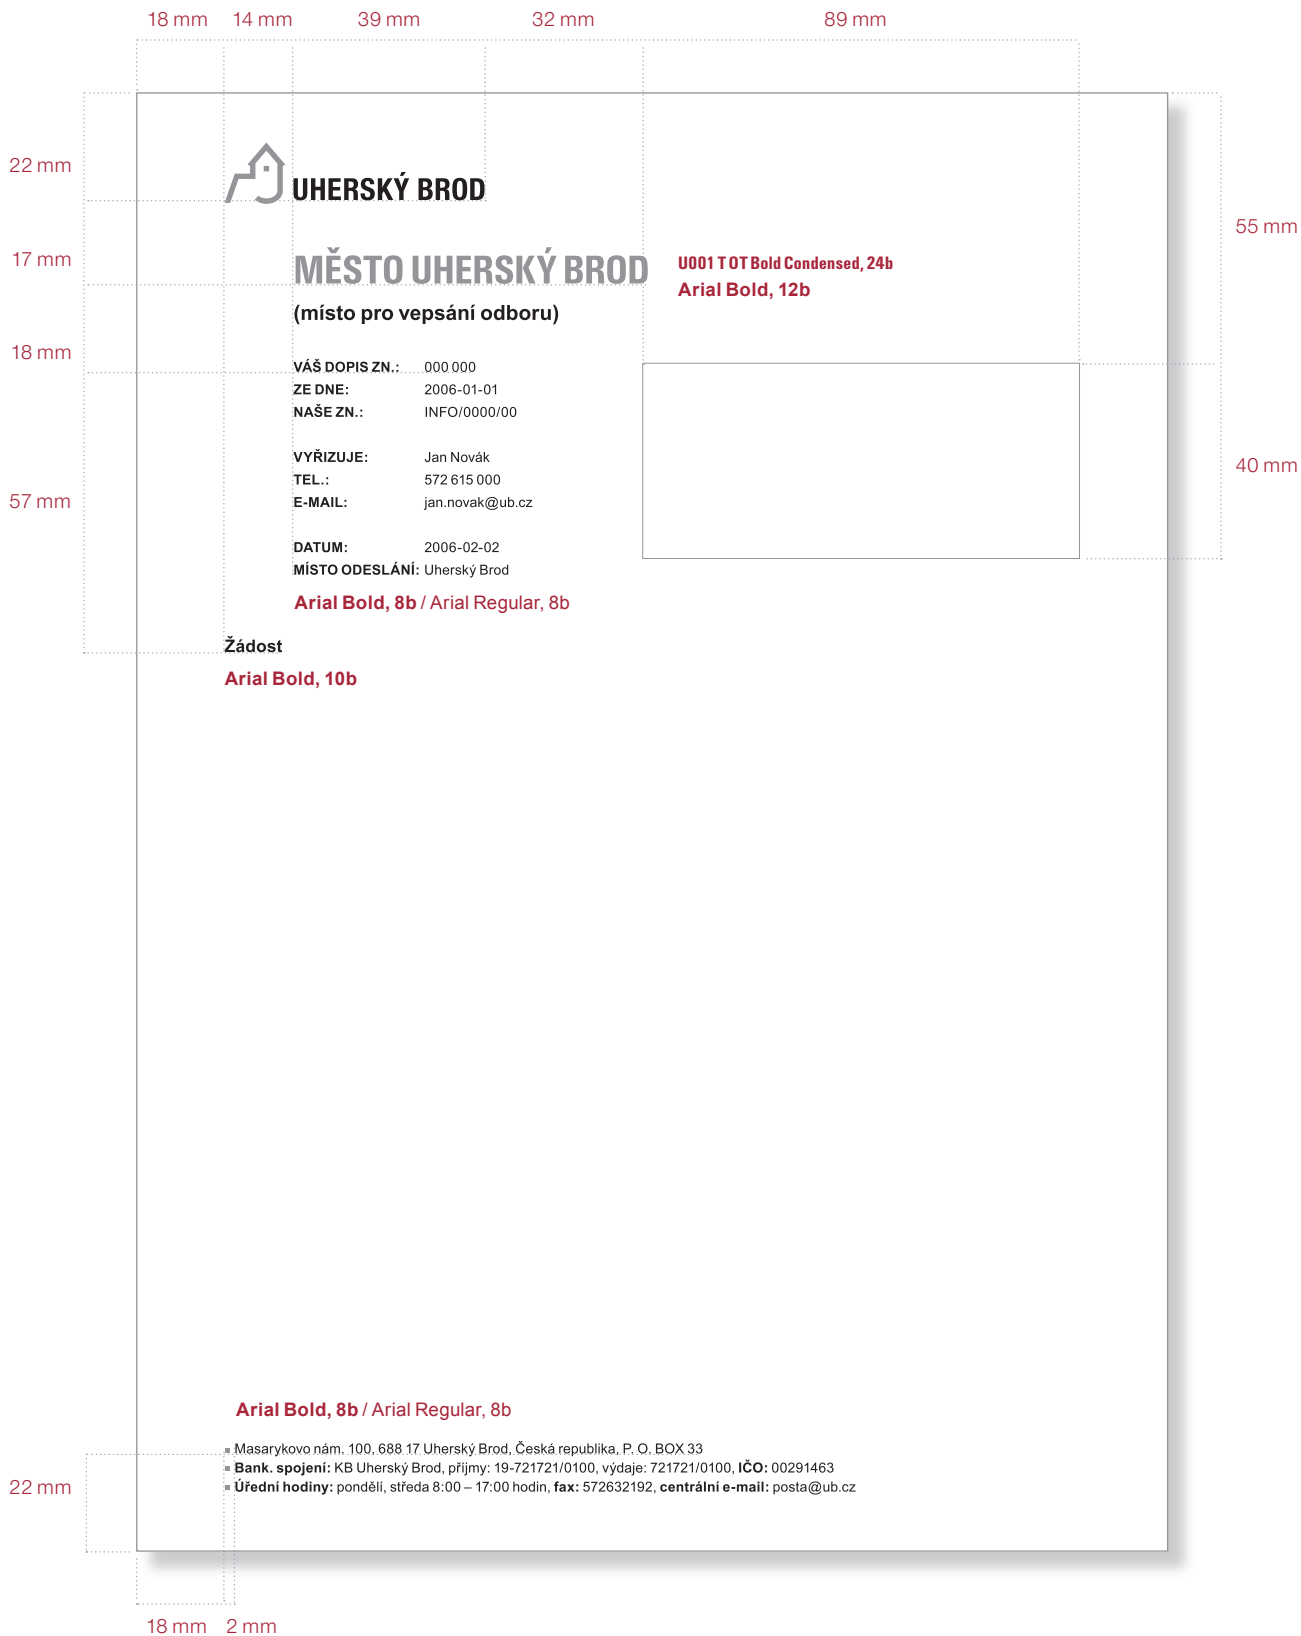 18 mm 14 mm 39 mm 32 mm 89 mm
22 mm
UHERSKÝ BROD
55 mm
17 mm
MĚSTO UHERSKÝ BROD
U001 T OT Bold Condensed, 24b
Arial Bold, 12b
(místo pro vepsání odboru)
18 mm
VÁŠ DOPIS ZN.: 000 000
ZE DNE: 2006-01-01
NAŠE ZN.: INFO/0000/00
VYŘIZUJE: Jan Novák
40 mm
TEL.: 572 615 000
57 mm
E-MAIL: jan.novak@ub.cz
DATUM: 2006-02-02
MÍSTO ODESLÁNÍ: Uherský Brod
Arial Bold, 8b / Arial Regular, 8b
Žádost
Arial Bold, 10b
Arial Bold, 8b / Arial Regular, 8b
Masarykovo nám. 100, 688 17 Uherský Brod, Česká republika, P. O. BOX 33
Bank. spojení: KB Uherský Brod, příjmy: 19-721721/0100, výdaje: 721721/0100, IČO: 00291463
22 mm
Úřední hodiny: pondělí, středa 8:00 – 17:00 hodin, fax: 572632192, centrální e-mail: posta@ub.cz
18 mm 2 mm